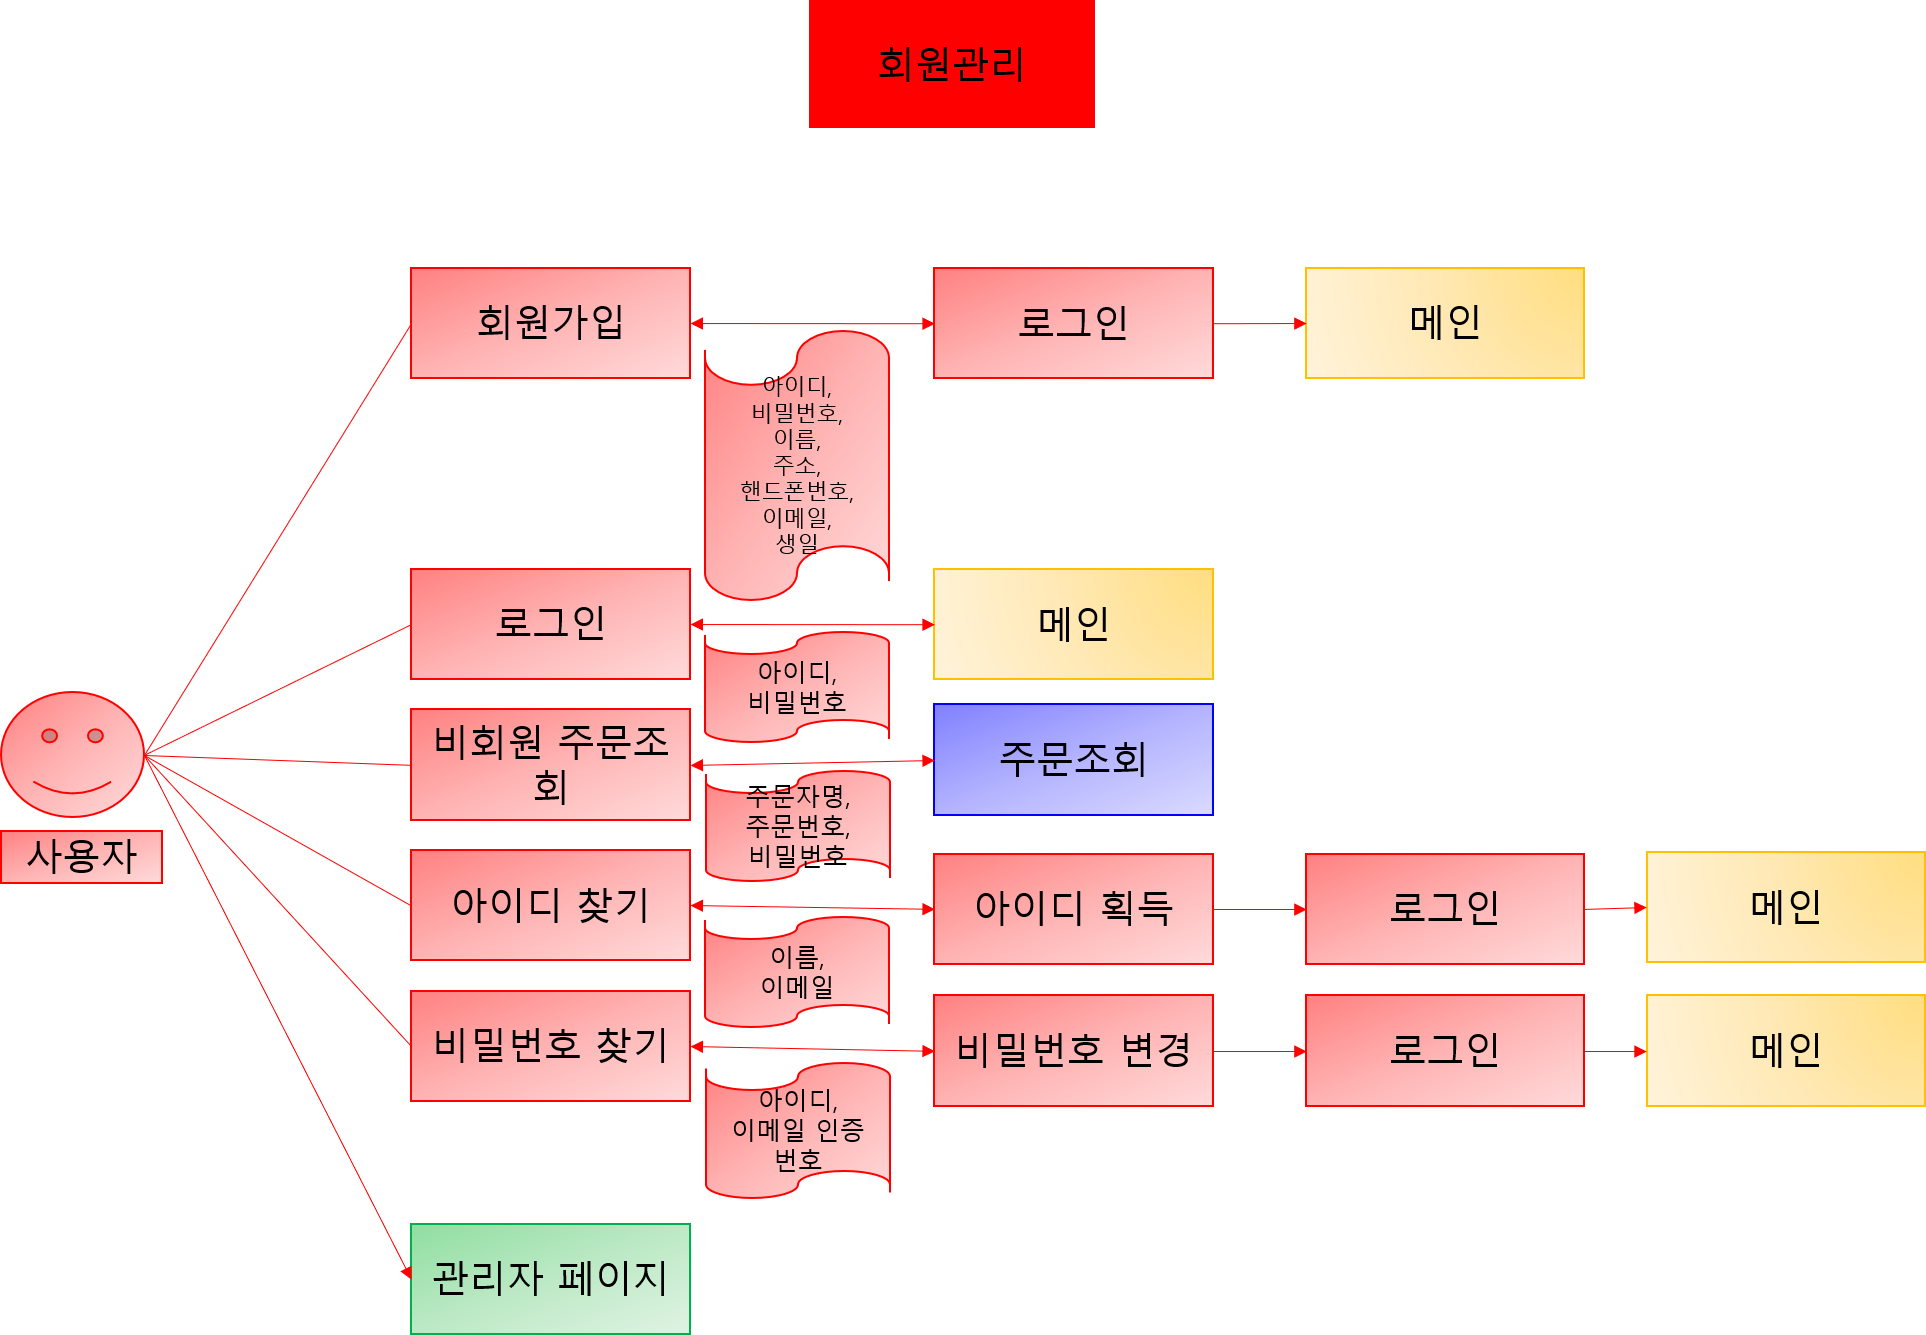 회원관리
회원가입
로그인
메인
아이디,
비밀번호,
이름,
주소,
핸드폰번호,
이메일,
생일
로그인
메인
아이디,
비밀번호
비회원 주문조
회
주문조회
주문자명,
주문번호,
비밀번호
사용자
아이디 찾기
아이디 획득
로그인
메인
이름,
이메일
비밀번호 찾기
비밀번호 변경
로그인
메인
아이디,
이메일 인증
번호
관리자 페이지